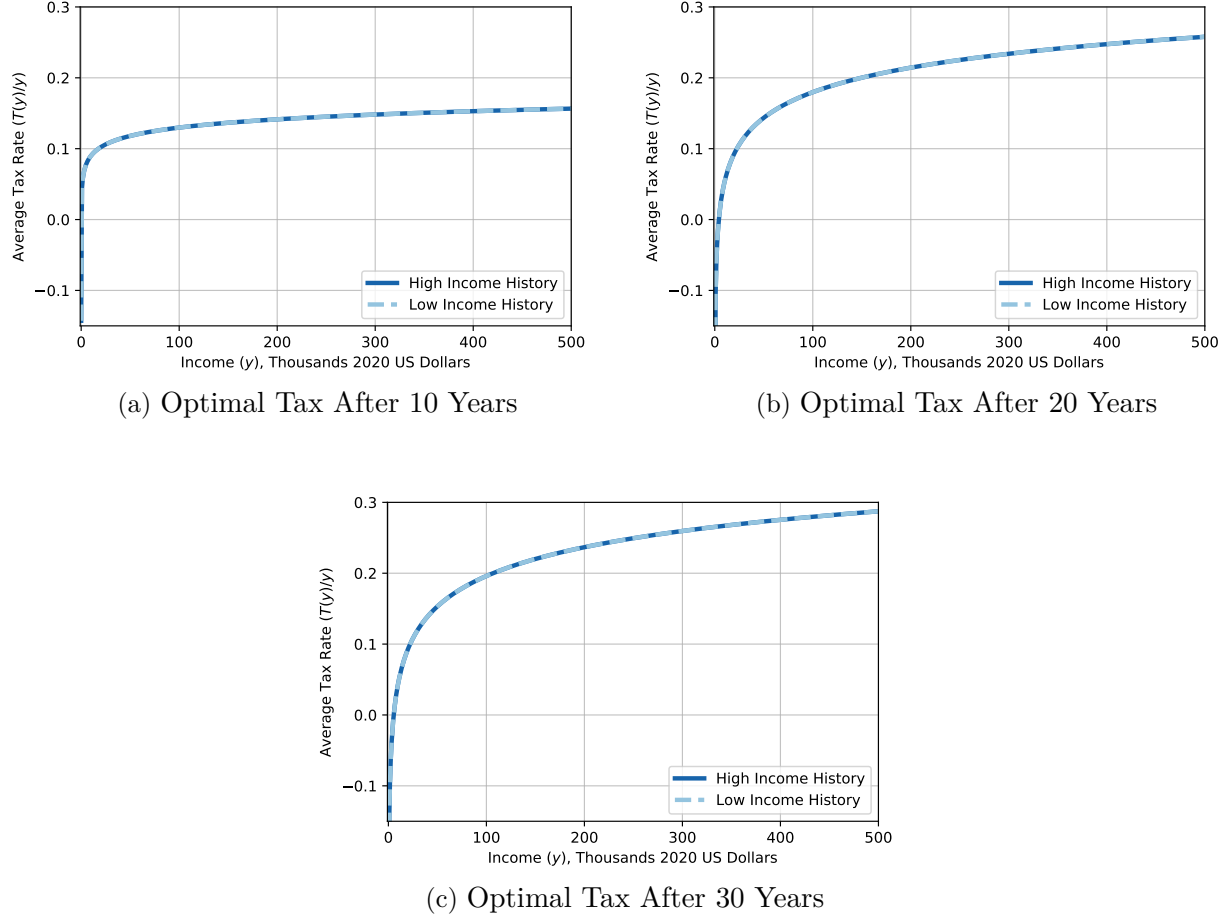 0.3
0.2
0.1
0.0
−0.1
Average Tax Rate (T(y)/y)
High Income History
Low Income History
0 100 200 300 400 500
Income (y), Thousands 2020 US Dollars
(a) Optimal Tax After 10 Years
0.3
0.2
0.1
0.0
−0.1
Average Tax Rate (T(y)/y)
High Income History
Low Income History
0 100 200 300 400 500
Income (y), Thousands 2020 US Dollars
(b) Optimal Tax After 20 Years
0.3
0.2
0.1
0.0
−0.1
Average Tax Rate (T(y)/y)
High Income History
Low Income History
0 100 200 300 400 500
Income (y), Thousands 2020 US Dollars
(c) Optimal Tax After 30 Years